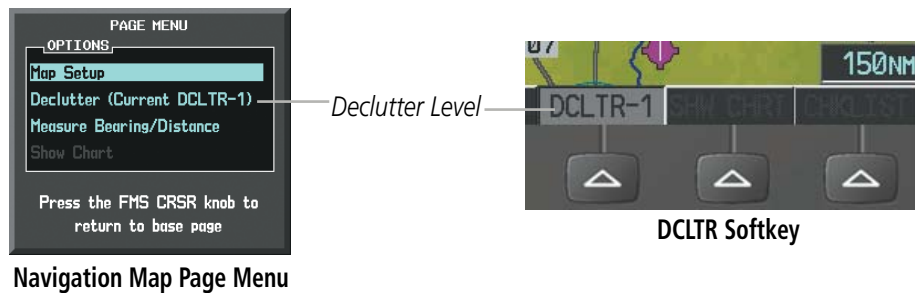 PAGE MENU
OPTIONS
Map Setup
Declutter (Current DCLTR-1)
Measure Bearing/Distance
Show Chart
Press the FMS CRSR knob to
return to base page
Navigation Map Page Menu
Declutter Level
07
150NM
DCLTR-1 SHW CHRT CHKLIST
DCLTR Softkey